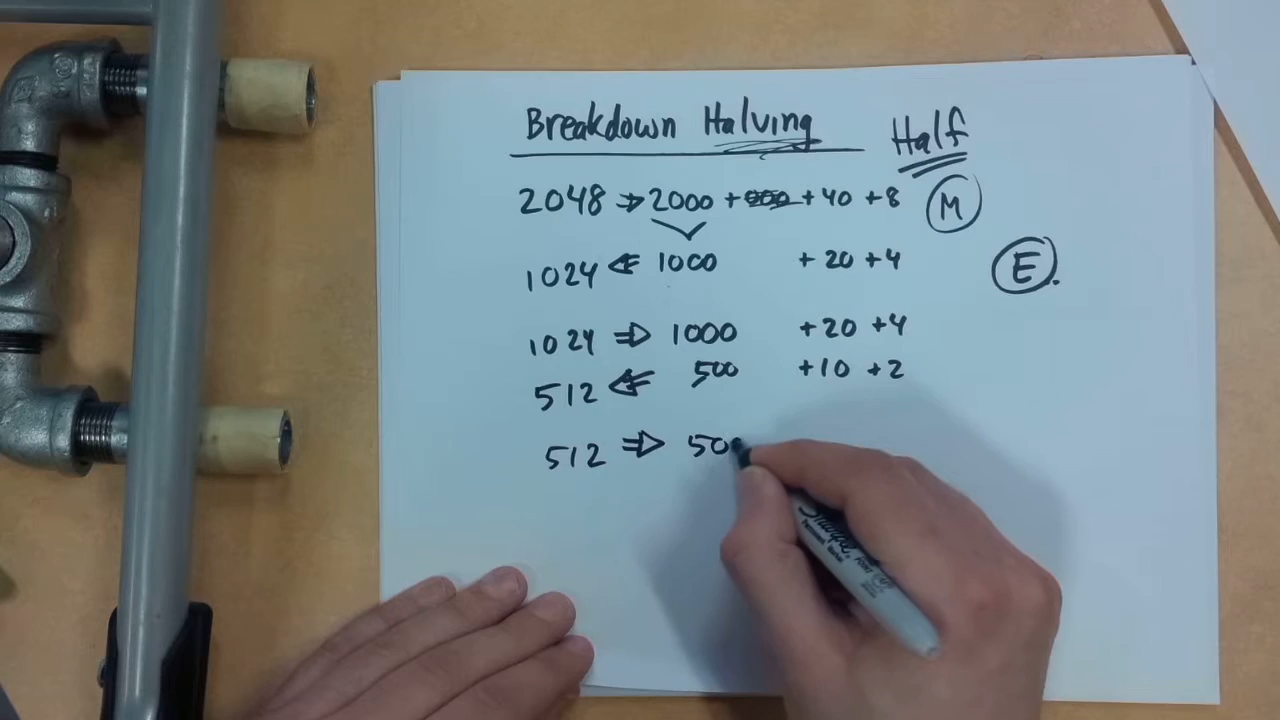 Breakdown Halving Half
2048 ⇒ 2000 + + 40 + 8 M
1024 ⇐ 1000 + 20 + 4 E.
1024 ⇒ 1000 + 20 + 4
512 ⇐ 500 + 10 + 2
512 ⇒ 50
Sharpie